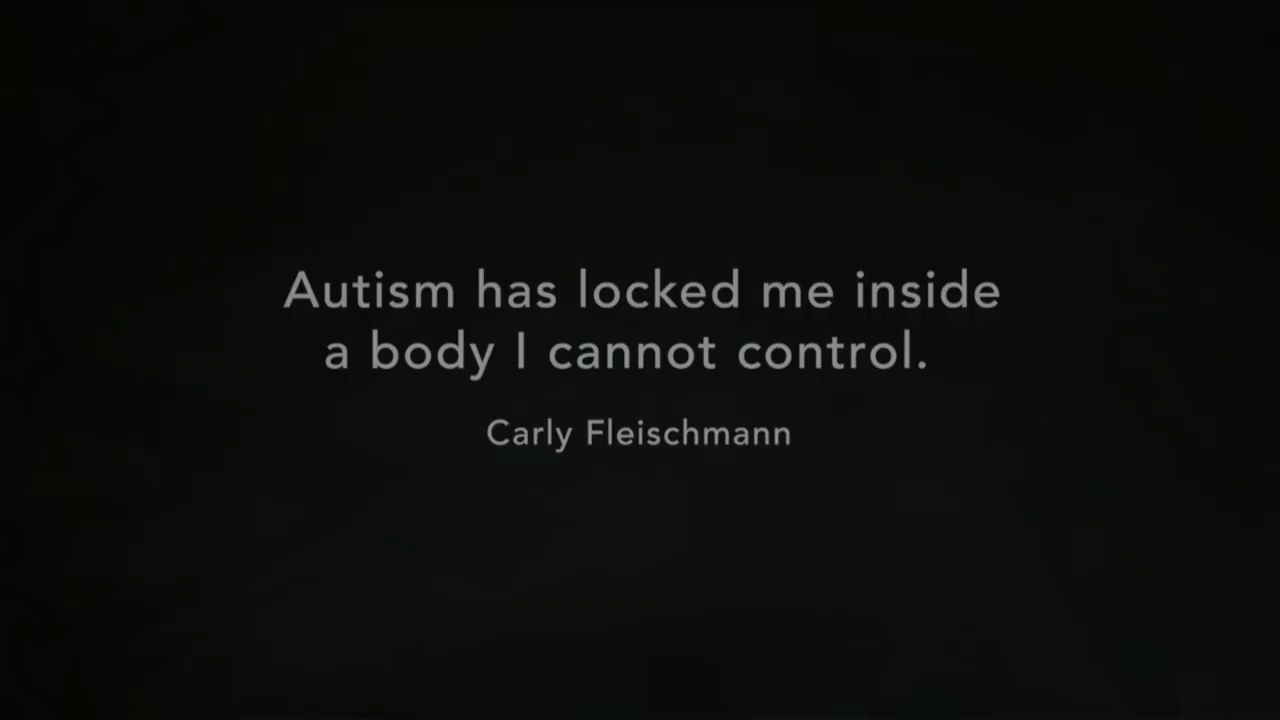 Autism has locked me inside
a body I cannot control.
Carly Fleischmann